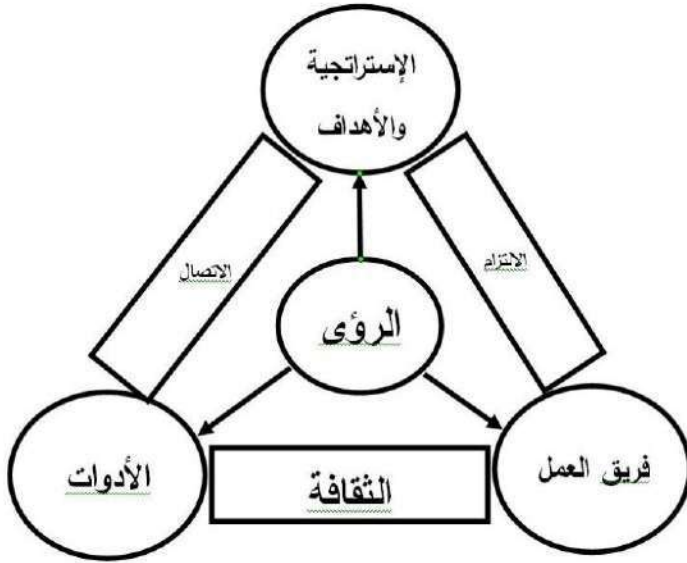 الإستراتجية
والأهداف
الاتصال
الالتزام
الرؤى
الأدوات
الثقافة
فريق العمل